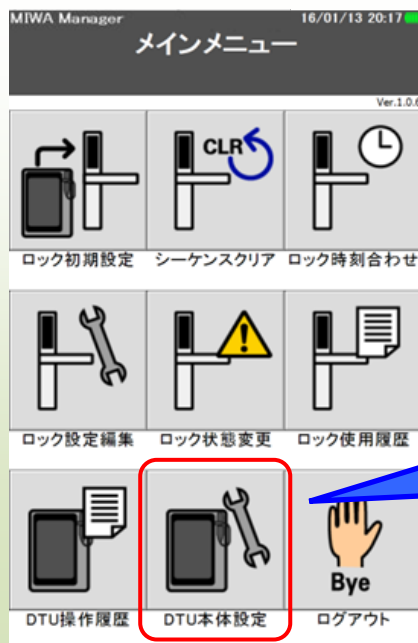 MIWA Manager 16/01/13 20:17
メインメニュー
Ver.1.0.6
CLR
ロック初期設定 シーケンスクリア ロック時刻合わせ
ロック設定編集 ロック状態変更 ロック使用履歴
Bye
DTU操作履歴 DTU本体設定 ログアウト